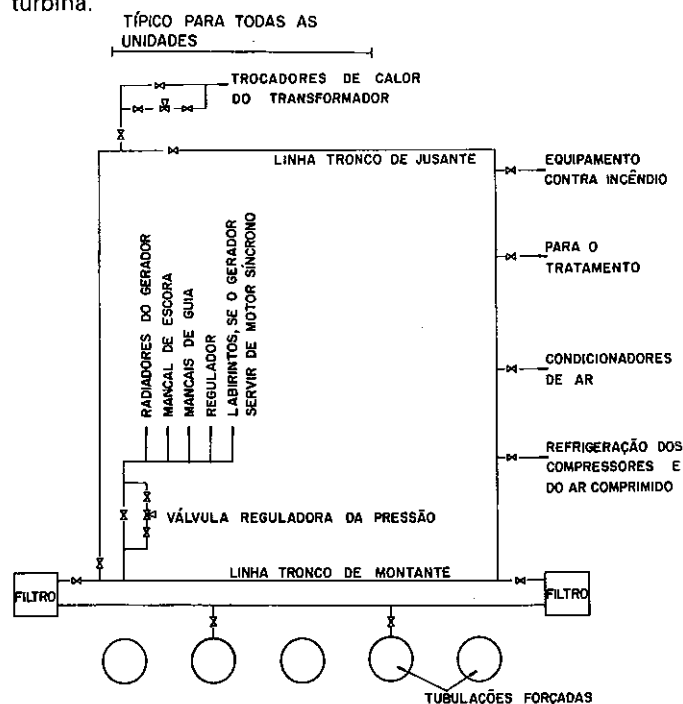 turbina.
TÍPICO PARA TODAS AS
UNIDADES
TROCADORES DE CALOR
DO TRANSFORMADOR
LINHA TRONCO DE JUSANTE
EQUIPAMENTO
CONTRA INCÊNDIO
PARA O
TRATAMENTO
CONDICIONADORES
DE AR
REFRIGERAÇÃO DOS
COMPRESSORES E
DO AR COMPRIMIDO
RADIADORES DO GERADOR
MANCAL DE ESCORA
MANCAIS DE GUIA
REGULADOR
LABIRINTOS, SE O GERADOR
SERVIR DE MOTOR SÍNCRONO
VÁLVULA REGULADORA DA PRESSÃO
LINHA TRONCO DE MONTANTE
FILTRO
FILTRO
TUBULAÇÕES FORÇADAS